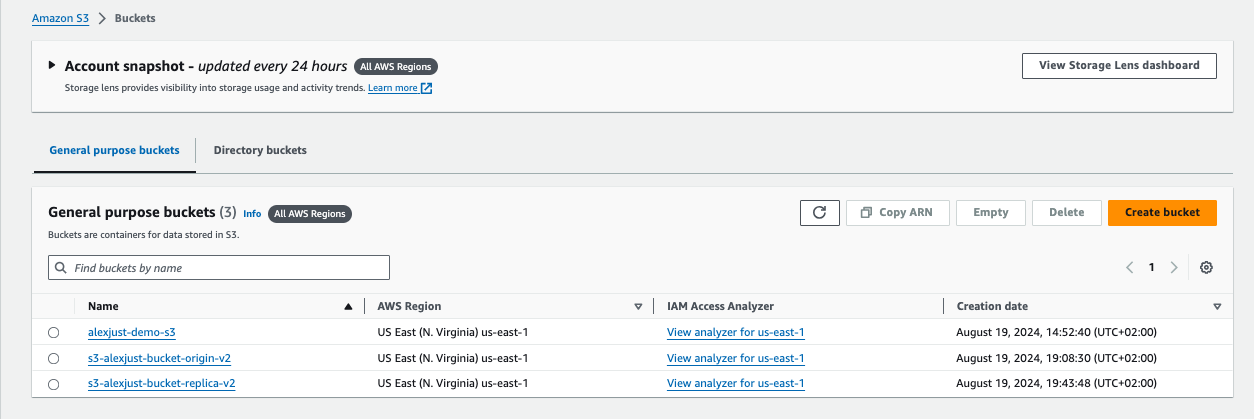 Amazon S3 > Buckets
Account snapshot - updated every 24 hours All AWS Regions View Storage Lens dashboard
Storage lens provides visibility into storage usage and activity trends. Learn more
General purpose buckets Directory buckets
General purpose buckets (3) Info All AWS Regions Copy ARN Empty Delete Create bucket
Buckets are containers for data stored in S3.
Find buckets by name 1
Name AWS Region IAM Access Analyzer Creation date
alexjust-demo-s3 US East (N. Virginia) us-east-1 View analyzer for us-east-1 August 19, 2024, 14:52:40 (UTC+02:00)
s3-alexjust-bucket-origin-v2 US East (N. Virginia) us-east-1 View analyzer for us-east-1 August 19, 2024, 19:08:30 (UTC+02:00)
s3-alexjust-bucket-replica-v2 US East (N. Virginia) us-east-1 View analyzer for us-east-1 August 19, 2024, 19:43:48 (UTC+02:00)